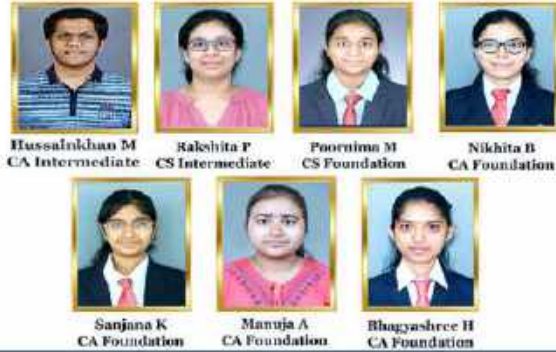 Hussainkhan M
CA Intermediate
Rakshita P
CS Intermediate
Poornima M
CS Foundation
Nikhita B
CA Foundation
Sanjana K
CA Foundation
Manuja A
CA Foundation
Bhagyashree H
CA Foundation